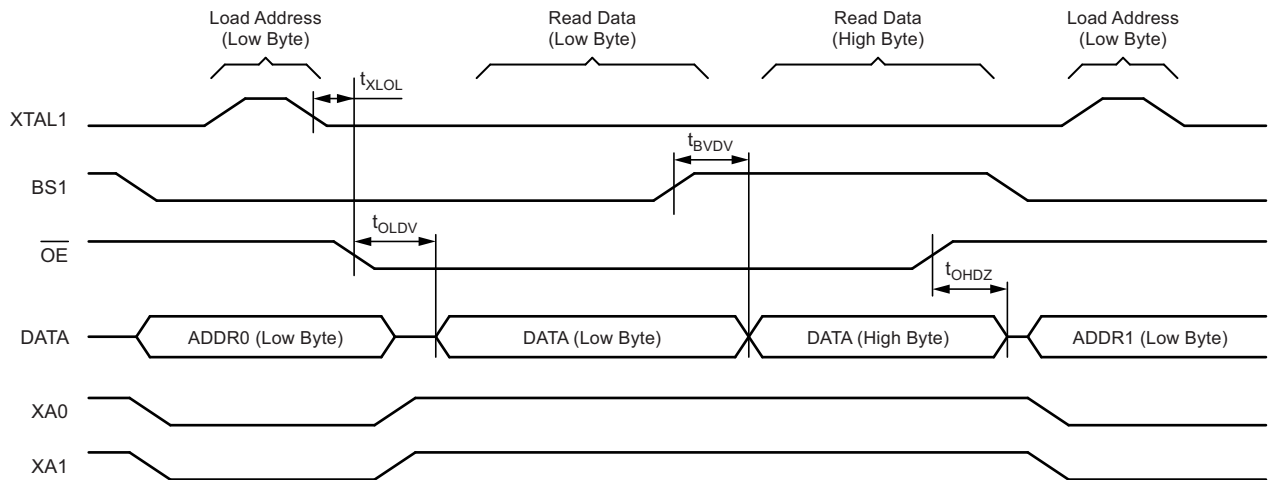 Load Address
(Low Byte)
Read Data
(Low Byte)
Read Data
(High Byte)
Load Address
(Low Byte)
tXLOL
XTAL1
tBVDV
BS1
tOLDV
OE
tOHDZ
DATA
ADDR0 (Low Byte)
DATA (Low Byte)
DATA (High Byte)
ADDR1 (Low Byte)
XA0
XA1